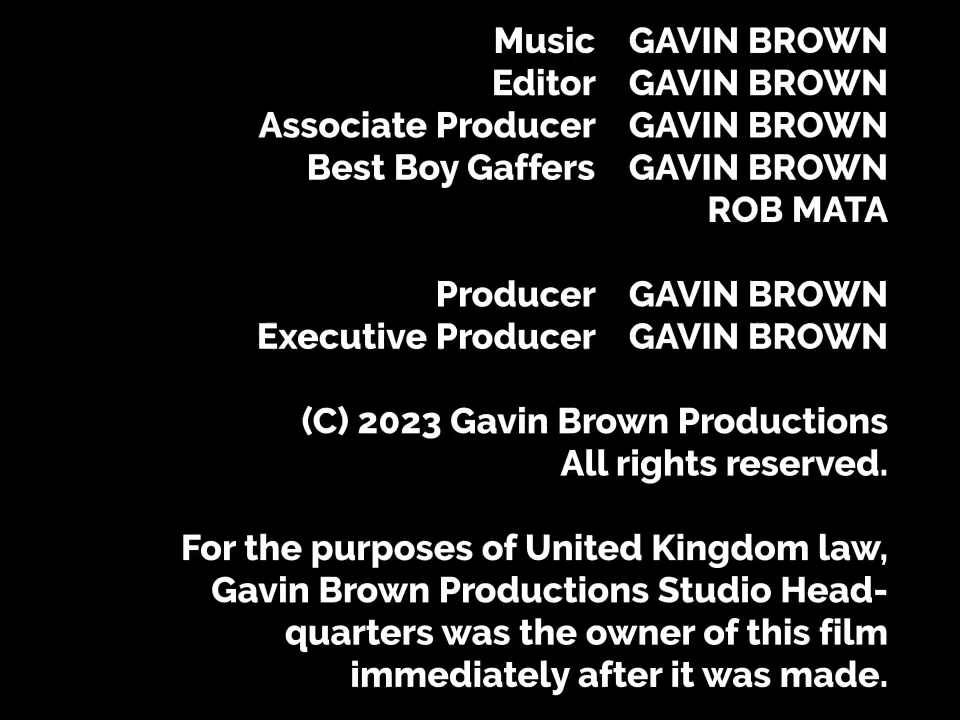 Music GAVIN BROWN
Editor GAVIN BROWN
Associate Producer GAVIN BROWN
Best Boy Gaffers GAVIN BROWN
ROB MATA
Producer GAVIN BROWN
Executive Producer GAVIN BROWN
(C) 2023 Gavin Brown Productions
All rights reserved.
For the purposes of United Kingdom law,
Gavin Brown Productions Studio Head-
quarters was the owner of this film
immediately after it was made.